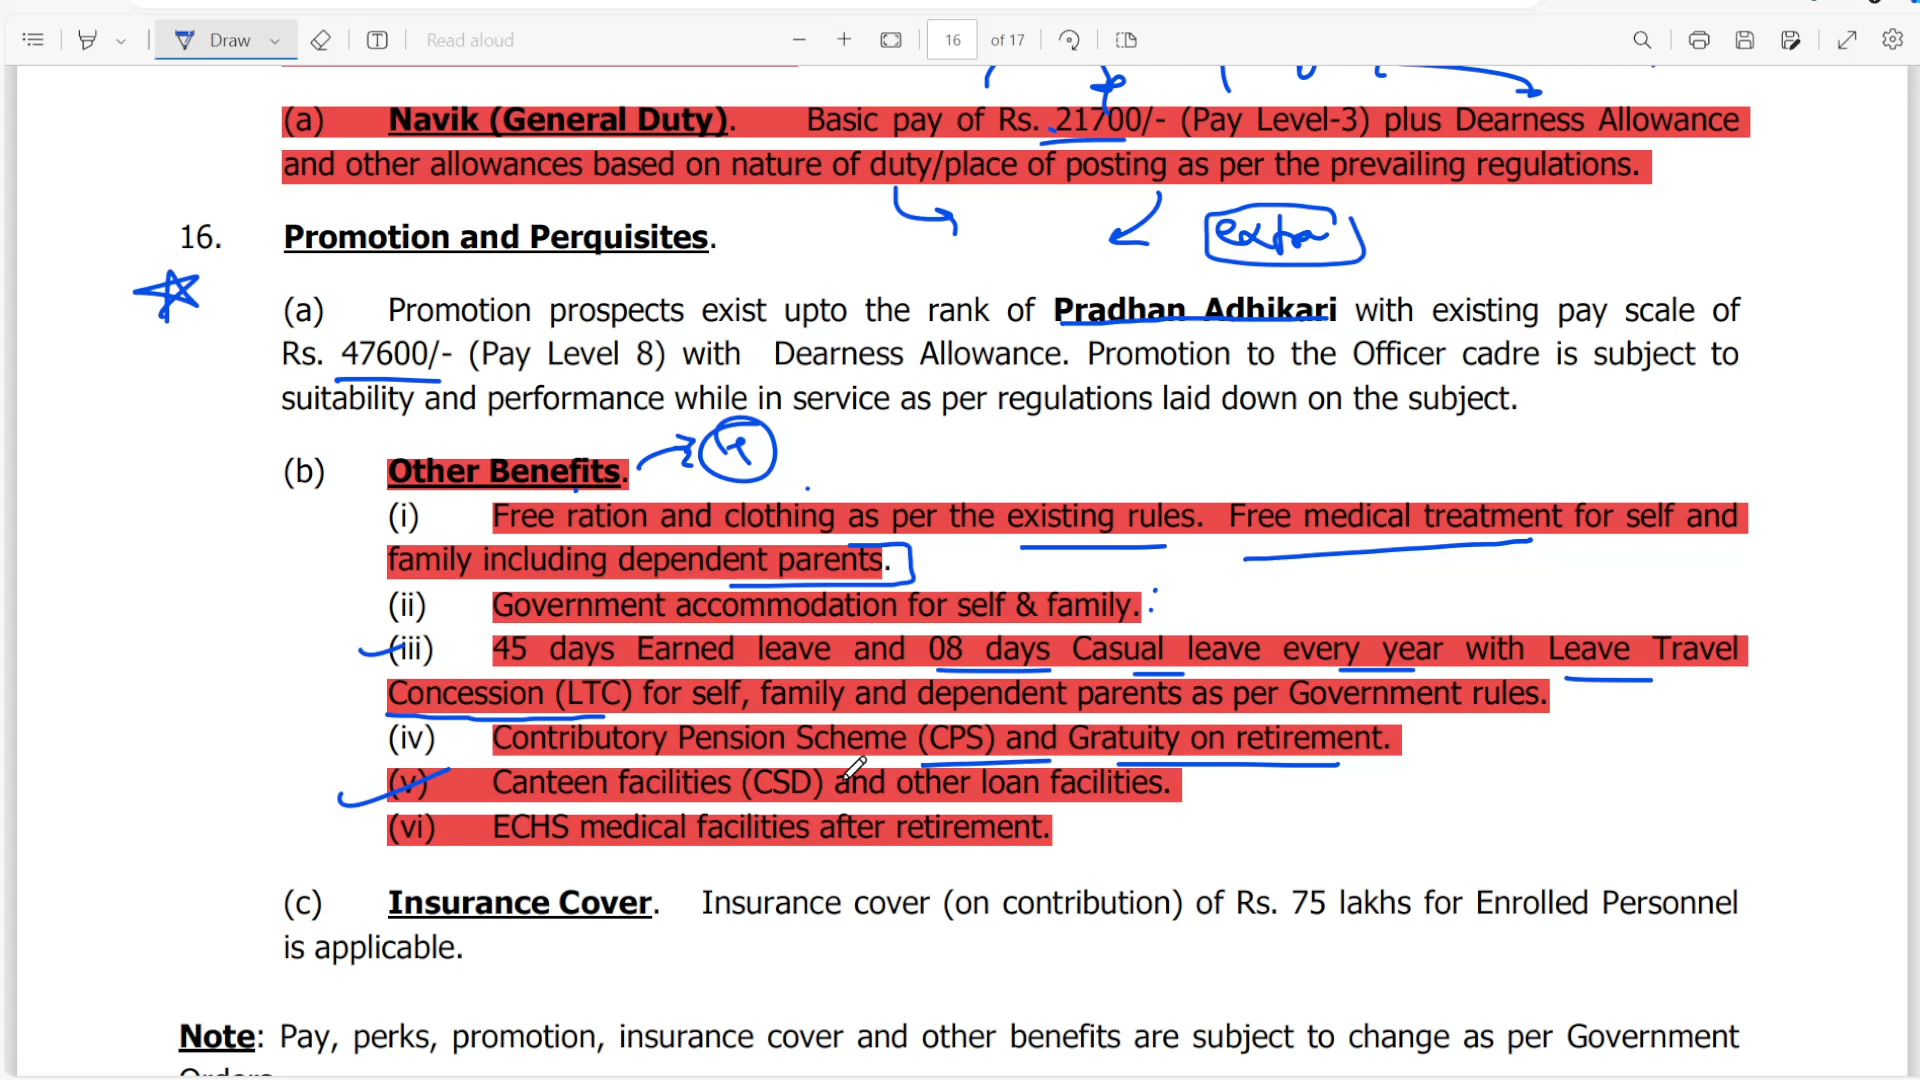 Draw
Read aloud
16 of 17
(a) Navik (General Duty). Basic pay of Rs. 21700/- (Pay Level-3) plus Dearness Allowance
and other allowances based on nature of duty/place of posting as per the prevailing regulations.
extra
16. Promotion and Perquisites.
(a) Promotion prospects exist upto the rank of Pradhan Adhikari with existing pay scale of
Rs. 47600/- (Pay Level 8) with Dearness Allowance. Promotion to the Officer cadre is subject to
suitability and performance while in service as per regulations laid down on the subject.
(b) Other Benefits.
(i) Free ration and clothing as per the existing rules. Free medical treatment for self and
family including dependent parents.
(ii) Government accommodation for self & family.
(iii) 45 days Earned leave and 08 days Casual leave every year with Leave Travel
Concession (LTC) for self, family and dependent parents as per Government rules.
(iv) Contributory Pension Scheme (CPS) and Gratuity on retirement.
(v) Canteen facilities (CSD) and other loan facilities.
(vi) ECHS medical facilities after retirement.
(c) Insurance Cover. Insurance cover (on contribution) of Rs. 75 lakhs for Enrolled Personnel
is applicable.
Note: Pay, perks, promotion, insurance cover and other benefits are subject to change as per Government